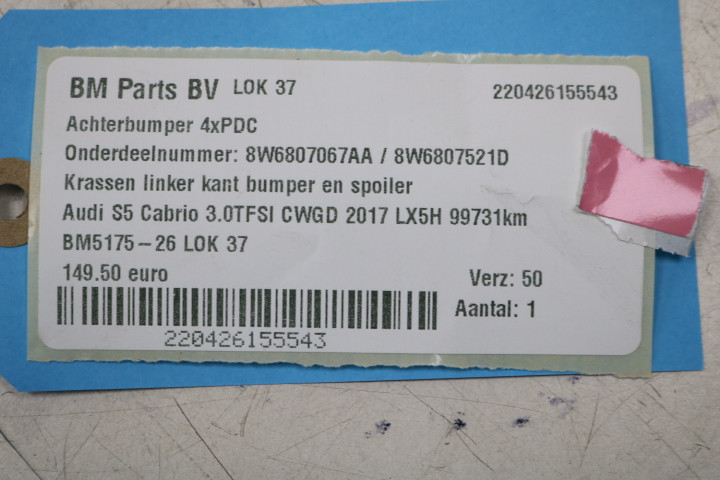 BM Parts BV LOK 37 220426155543
Achterbumper 4xPDC
Onderdeelnummer: 8W6807067AA / 8W6807521D
Krassen linker kant bumper en spoiler
Audi S5 Cabrio 3.0TFSI CWGD 2017 LX5H 99731km
BM5175-26 LOK 37
149.50 euro Verz: 50
Aantal: 1
220426155543